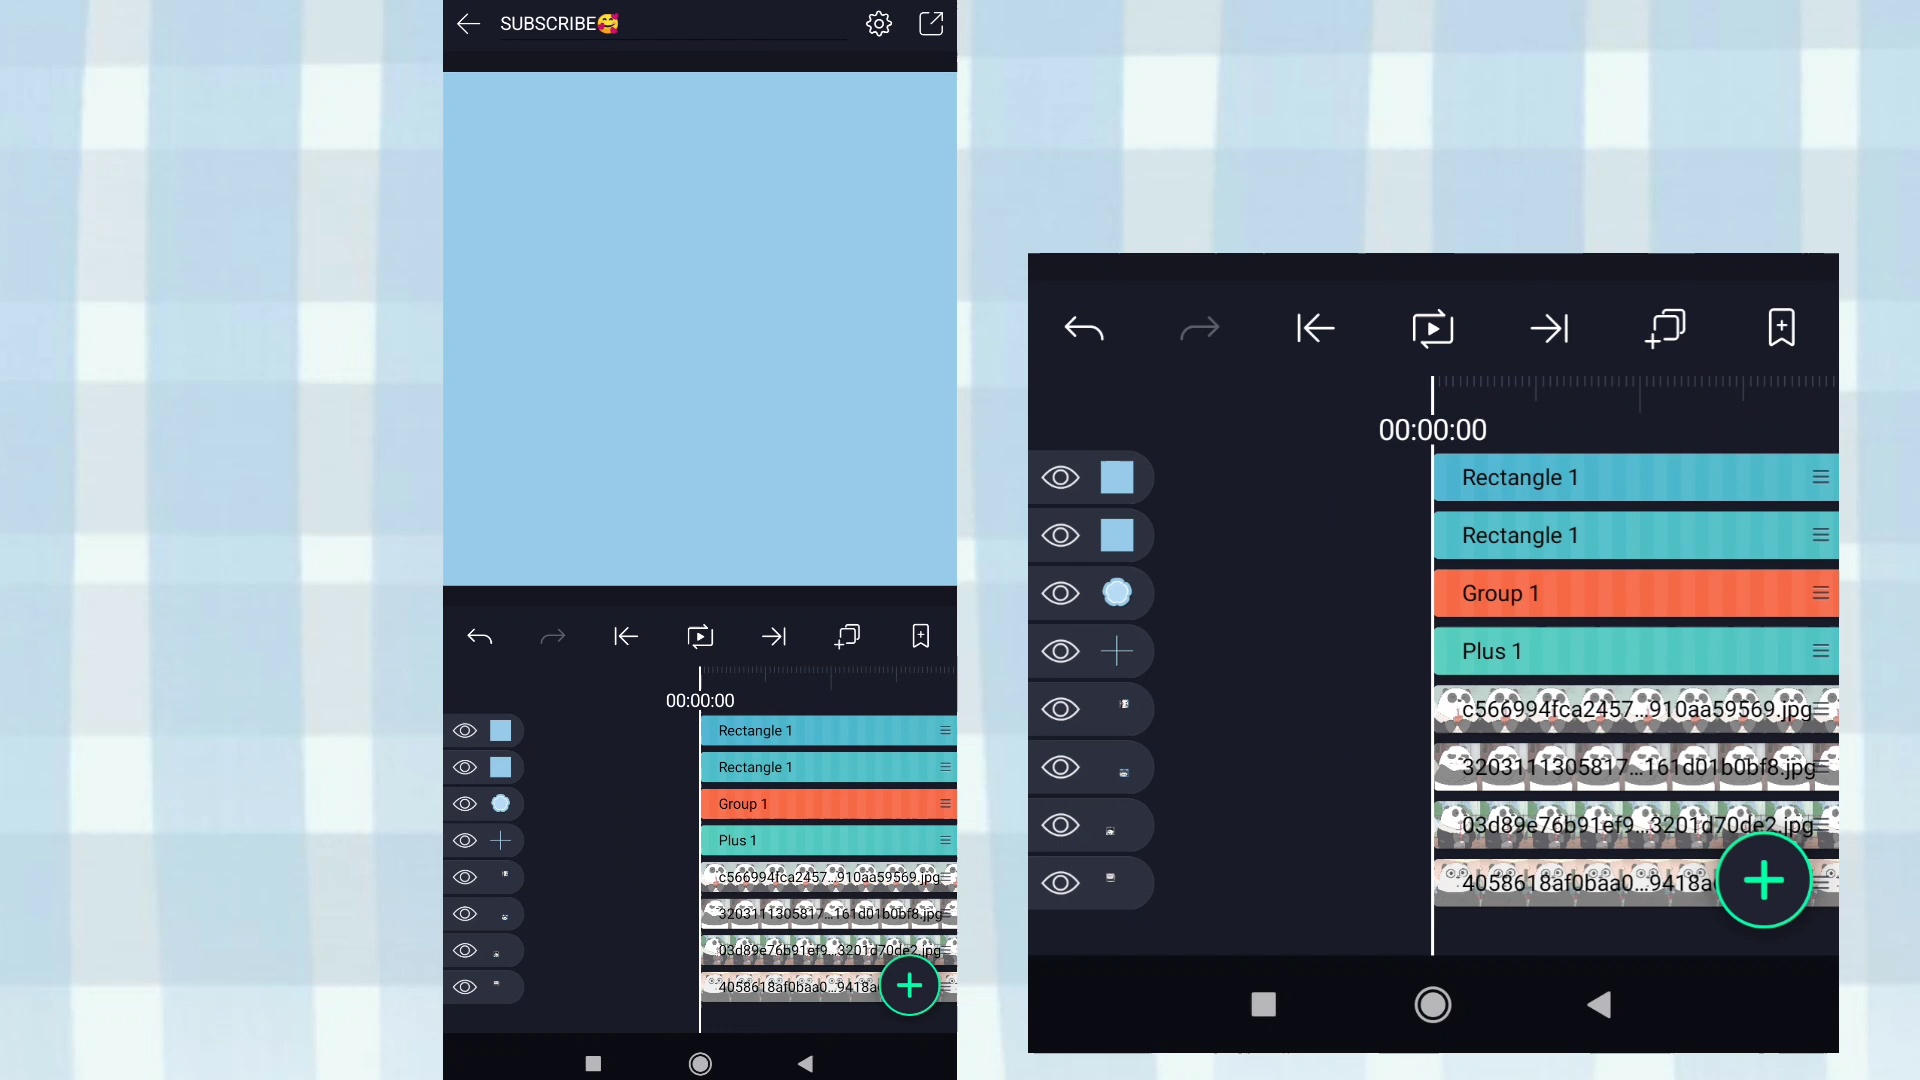 SUBSCRIBE🥰
00:00:00
Rectangle 1
Rectangle 1
Group 1
Plus 1
c566994fca2457...910aa59569.jpg
3203111305817...161d01b0bf8.jpg
03d89e76b91ef9...3201d70de2.jpg
4058618af0baa0...9418a
00:00:00
Rectangle 1
Rectangle 1
Group 1
Plus 1
c566994fca2457...910aa59569.jpg
3203111305817...161d01b0bf8.jpg
03d89e76b91ef9...3201d70de2.jpg
4058618af0baa0...9418a